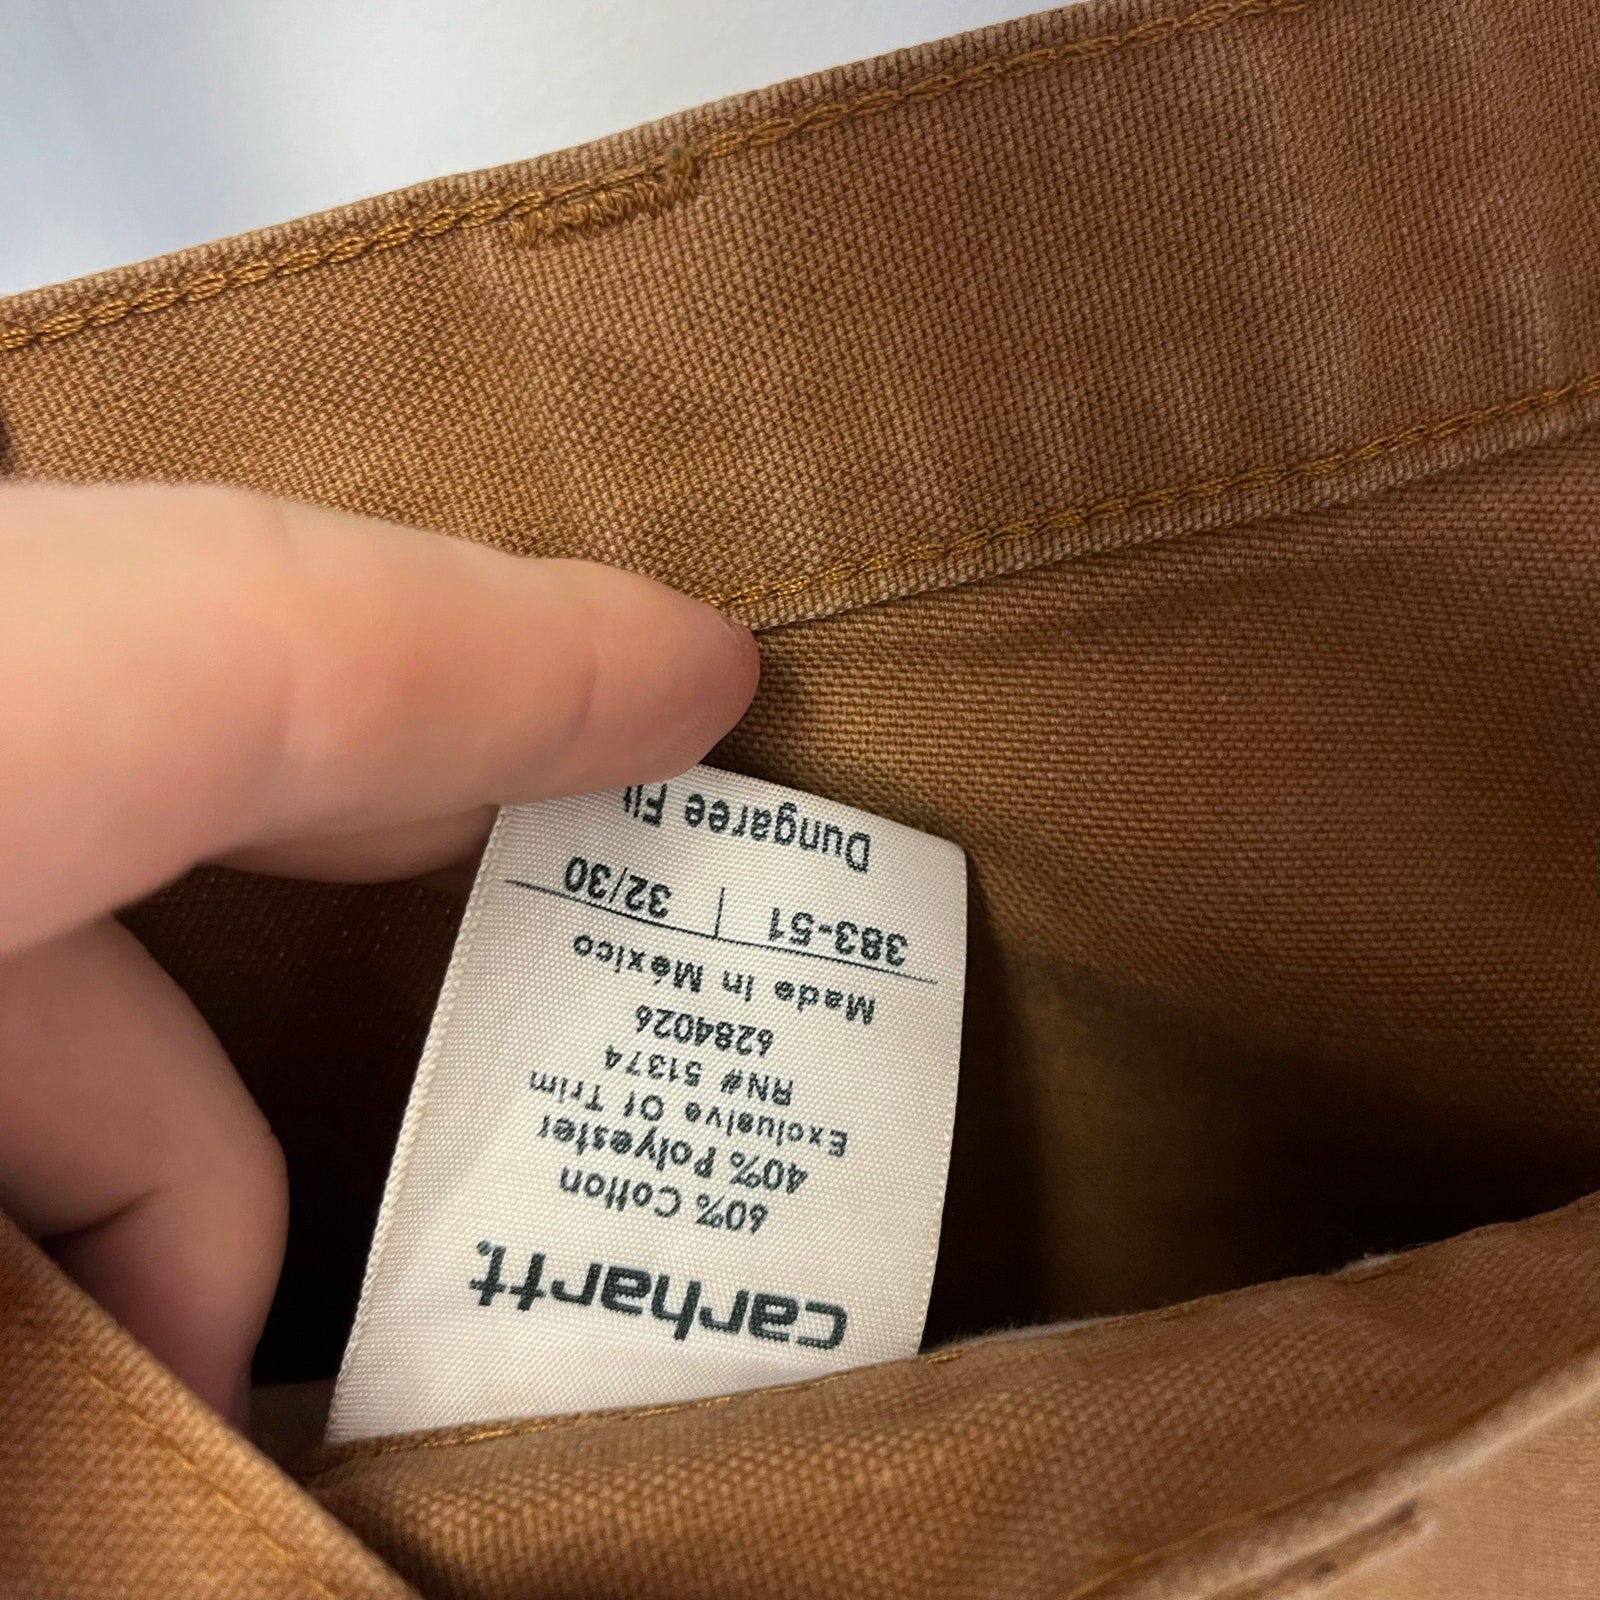 carhartt.
60% Cotton
40% Polyester
Exclusive Of Trim
RN# 51374
6284026
Made In México
383-51 | 32/30
Dungaree Fit